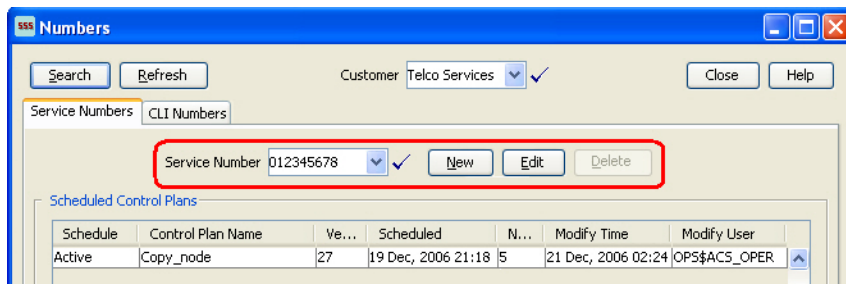 SSS Numbers
Search Refresh Customer Telco Services Close Help
Service Numbers CLI Numbers
Service Number 012345678 New Edit Delete
Scheduled Control Plans
Schedule Control Plan Name Ve... Scheduled N... Modify Time Modify User
Active Copy_node 27 19 Dec, 2006 21:18 5 21 Dec, 2006 02:24 OPS$ACS_OPER